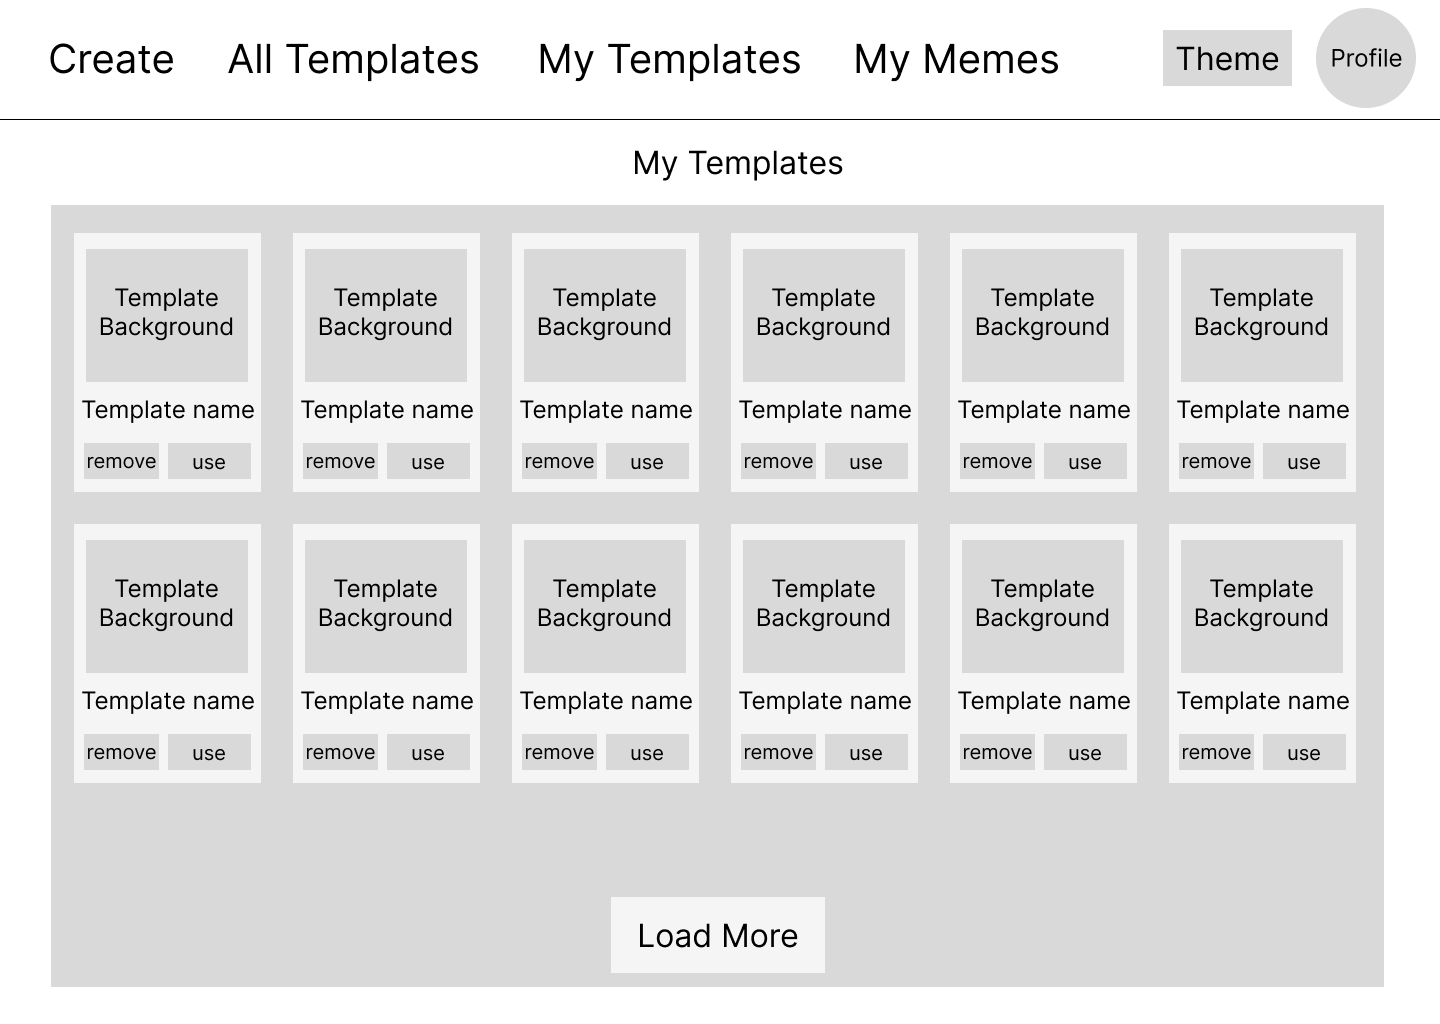 Create All Templates My Templates My Memes Theme Profile
My Templates
Template Template Template Template Template Template
Background Background Background Background Background Background
Template name Template name Template name Template name Template name Template name
remove use remove use remove use remove use remove use remove use
Template Template Template Template Template Template
Background Background Background Background Background Background
Template name Template name Template name Template name Template name Template name
remove use remove use remove use remove use remove use remove use
Load More